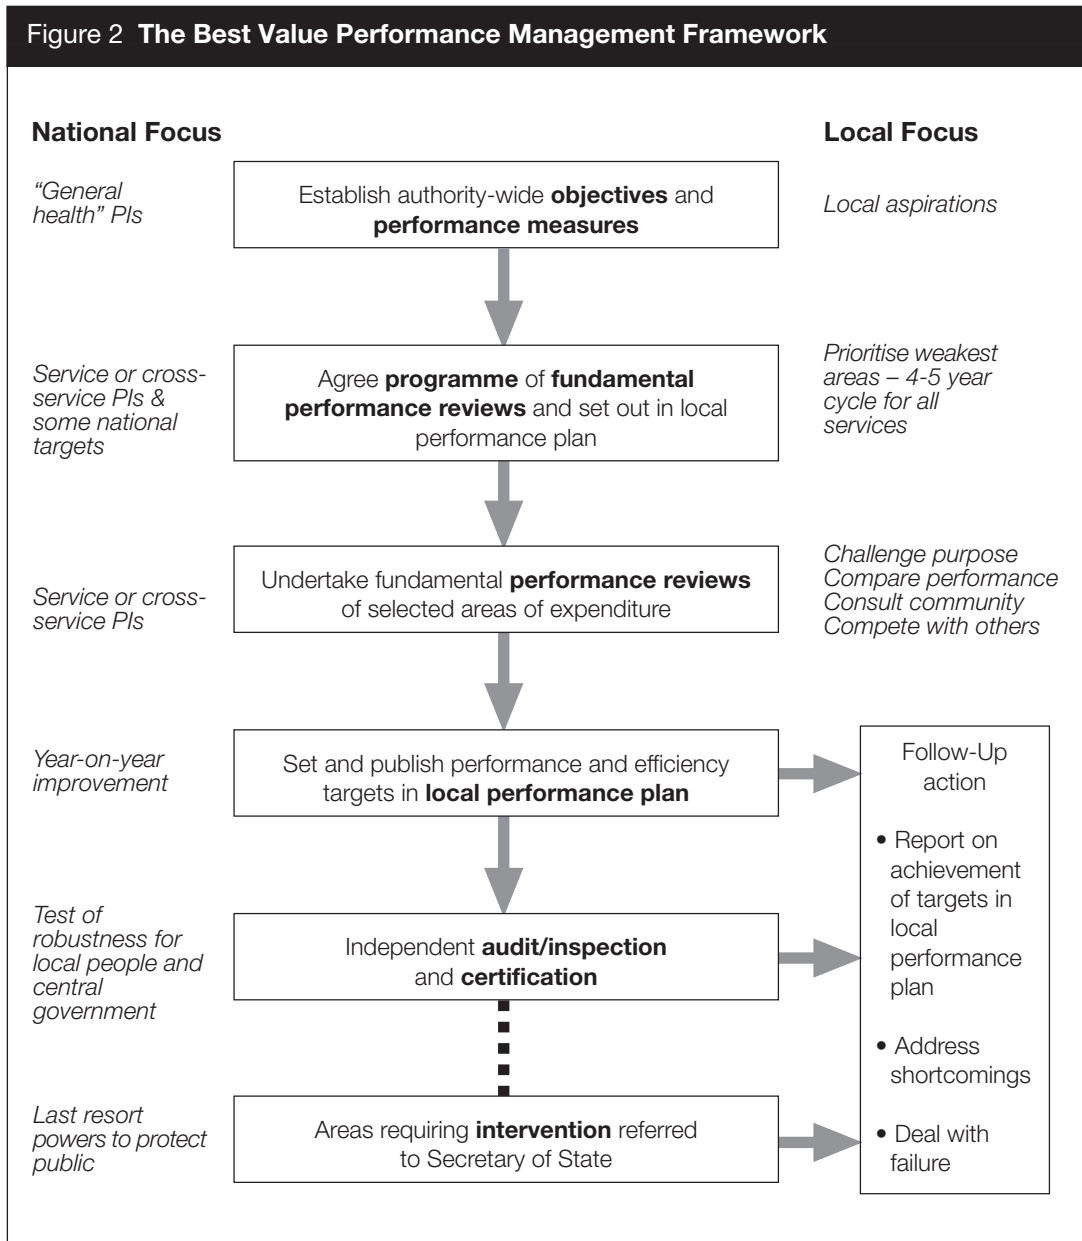 Figure 2 The Best Value Performance Management Framework
National Focus
Local Focus
“General
health” PIs
Establish authority-wide objectives and
performance measures
Local aspirations
Service or cross-
service PIs &
some national
targets
Agree programme of fundamental
performance reviews and set out in local
performance plan
Prioritise weakest
areas – 4-5 year
cycle for all
services
Service or cross-
service PIs
Undertake fundamental performance reviews
of selected areas of expenditure
Challenge purpose
Compare performance
Consult community
Compete with others
Year-on-year
improvement
Set and publish performance and efficiency
targets in local performance plan
Test of
robustness for
local people and
central
government
Independent audit/inspection
and certification
Last resort
powers to protect
public
Areas requiring intervention referred
to Secretary of State
Follow-Up
action
• Report on
achievement
of targets in
local
performance
plan
• Address
shortcomings
• Deal with
failure